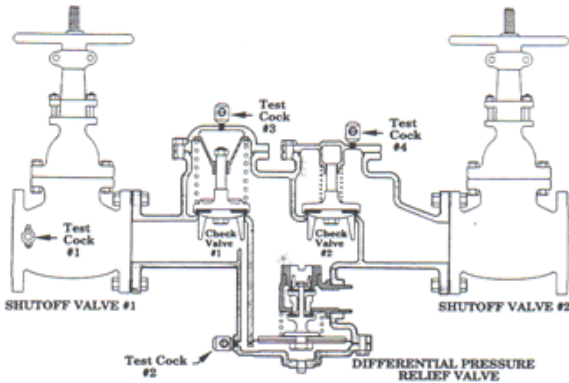 Test
Cock
#3
Test
Cock
#4
Test
Cock
#1
Check
Valve
#1
Check
Valve
#2
SHUTOFF VALVE #1
SHUTOFF VALVE #2
Test Cock
#2
DIFFERENTIAL PRESSURE
RELIEF VALVE